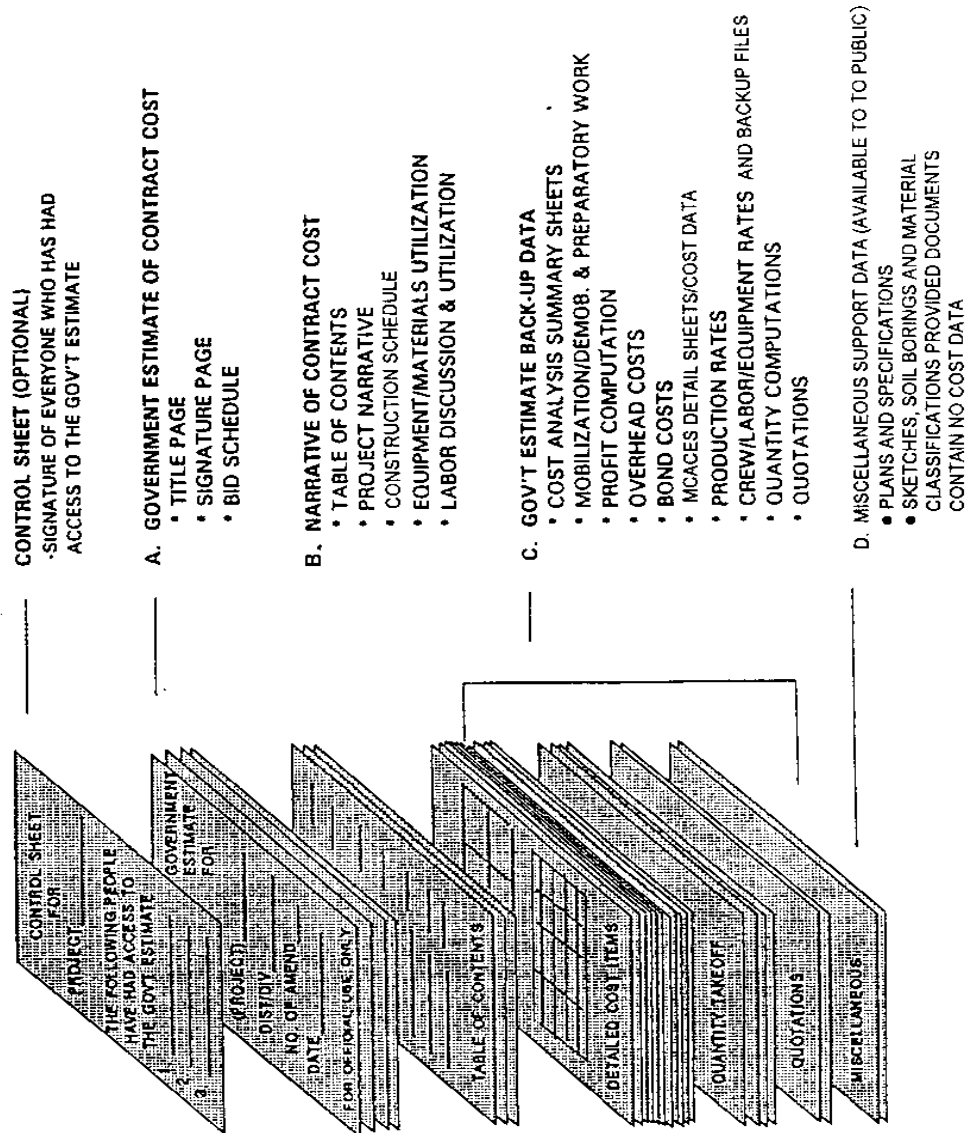 CONTROL SHEET (OPTIONAL)
-SIGNATURE OF EVERYONE WHO HAS HAD
ACCESS TO THE GOV'T ESTIMATE
A. GOVERNMENT ESTIMATE OF CONTRACT COST
* TITLE PAGE
* SIGNATURE PAGE
* BID SCHEDULE
B. NARRATIVE OF CONTRACT COST
* TABLE OF CONTENTS
* PROJECT NARRATIVE
* CONSTRUCTION SCHEDULE
* EQUIPMENT/MATERIALS UTILIZATION
* LABOR DISCUSSION & UTILIZATION
C. GOV'T ESTIMATE BACK-UP DATA
* COST ANALYSIS SUMMARY SHEETS
* MOBILIZATION/DEMOB. & PREPARATORY WORK
* PROFIT COMPUTATION
* OVERHEAD COSTS
* BOND COSTS
* MCACES DETAIL SHEETS/COST DATA
* PRODUCTION RATES
* CREW/LABOR/EQUIPMENT RATES AND BACKUP FILES
* QUANTITY COMPUTATIONS
* QUOTATIONS
D. MISCELLANEOUS SUPPORT DATA (AVAILABLE TO TO PUBLIC)
● PLANS AND SPECIFICATIONS
● SKETCHES, SOIL BORINGS AND MATERIAL
CLASSIFICATIONS PROVIDED DOCUMENTS
CONTAIN NO COST DATA
CONTROL SHEET
FOR
PROJECT
THE FOLLOWING PEOPLE
HAVE HAD ACCESS TO
THE GOV'T ESTIMATE
1.
2.
3.
GOVERNMENT
ESTIMATE
FOR
(PROJECT)
DIST/DIV
NO. OF AMEND
DATE
FOR OFFICIAL USE ONLY
TABLE OF CONTENTS
DETAILED COST ITEMS
QUANTITY TAKEOFF
QUOTATIONS
MISCELLANEOUS